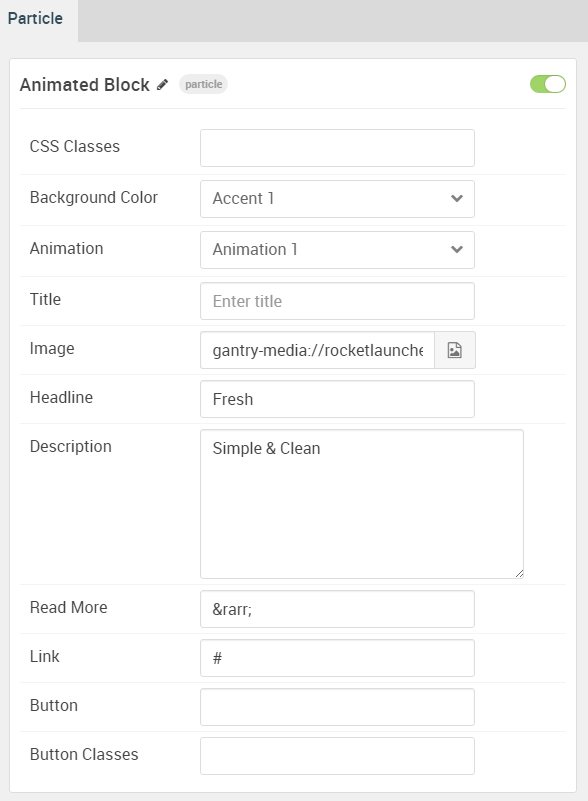 Particle
Animated Block particle
CSS Classes
Background Color Accent 1
Animation Animation 1
Title Enter title
Image gantry-media://rocketlaunche
Headline Fresh
Description Simple & Clean
Read More &rarr;
Link #
Button
Button Classes